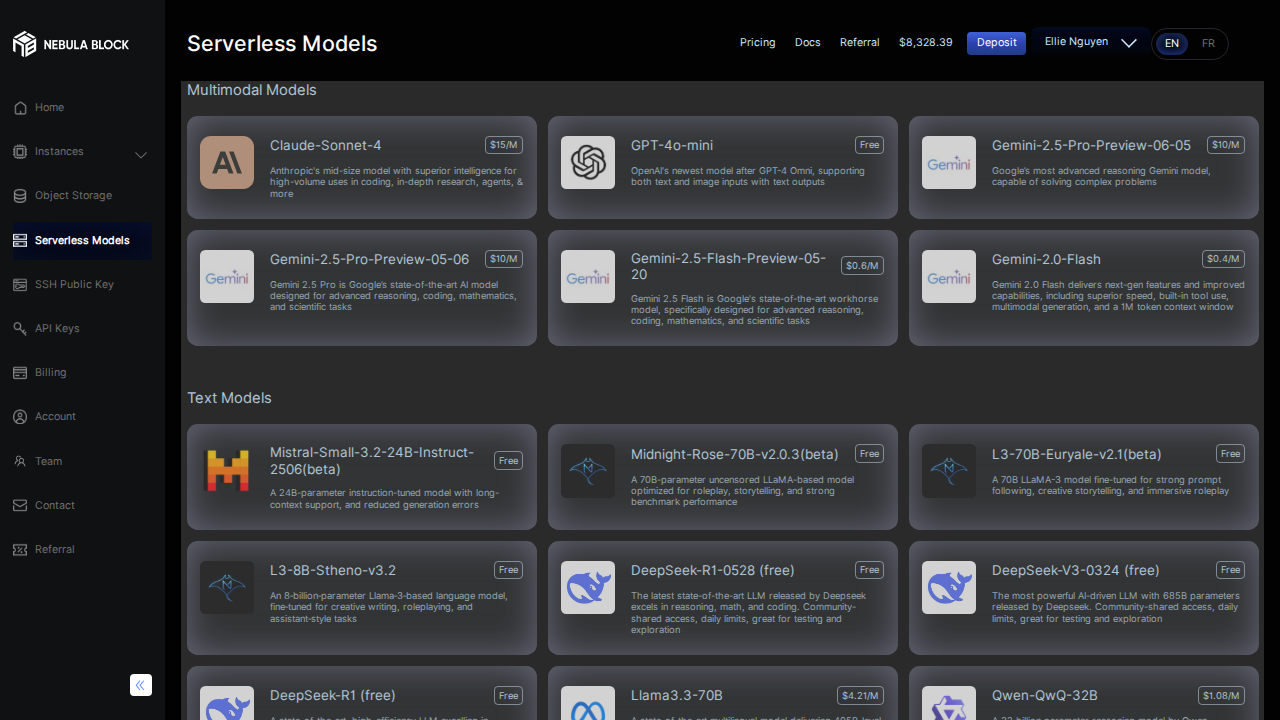 NEBULA BLOCK
Serverless Models
Pricing
Docs
Referral
$8,328.39
Deposit
Ellie Nguyen
EN
FR
Home
Instances
Object Storage
Serverless Models
SSH Public Key
API Keys
Billing
Account
Team
Contact
Referral
Multimodal Models
Claude-Sonnet-4
$15/M
Anthropic's mid-size model with superior intelligence for
high-volume uses in coding, in-depth research, agents, &
more
GPT-4o-mini
Free
OpenAI's newest model after GPT-4 Omni, supporting
both text and image inputs with text outputs
Gemini
Gemini-2.5-Pro-Preview-06-05
$10/M
Google's most advanced reasoning Gemini model,
capable of solving complex problems
Gemini
Gemini-2.5-Pro-Preview-05-06
$10/M
Gemini 2.5 Pro is Google's state-of-the-art AI model
designed for advanced reasoning, coding, mathematics,
and scientific tasks
Gemini
Gemini-2.5-Flash-Preview-05-
20
$0.6/M
Gemini 2.5 Flash is Google's state-of-the-art workhorse
model, specifically designed for advanced reasoning,
coding, mathematics, and scientific tasks
Gemini
Gemini-2.0-Flash
$0.4/M
Gemini 2.0 Flash delivers next-gen features and improved
capabilities, including superior speed, built-in tool use,
multimodal generation, and a 1M token context window
Text Models
Mistral-Small-3.2-24B-Instruct-
2506(beta)
Free
A 24B-parameter instruction-tuned model with long-
context support, and reduced generation errors
Midnight-Rose-70B-v2.0.3(beta)
Free
A 70B-parameter uncensored LLaMA-based model
optimized for roleplay, storytelling, and strong
benchmark performance
L3-70B-Euryale-v2.1(beta)
Free
A 70B LLaMA-3 model fine-tuned for strong prompt
following, creative storytelling, and immersive roleplay
L3-8B-Stheno-v3.2
Free
An 8-billion-parameter Llama-3-based language model,
fine-tuned for creative writing, roleplaying, and
assistant-style tasks
DeepSeek-R1-0528 (free)
Free
The latest state-of-the-art LLM released by Deepseek
excels in reasoning, math, and coding. Community-
shared access, daily limits, great for testing and
exploration
DeepSeek-V3-0324 (free)
Free
The most powerful AI-driven LLM with 685B parameters
released by Deepseek. Community-shared access, daily
limits, great for testing and exploration
DeepSeek-R1 (free)
Free
Llama3.3-70B
$4.21/M
Qwen-QwQ-32B
$1.08/M